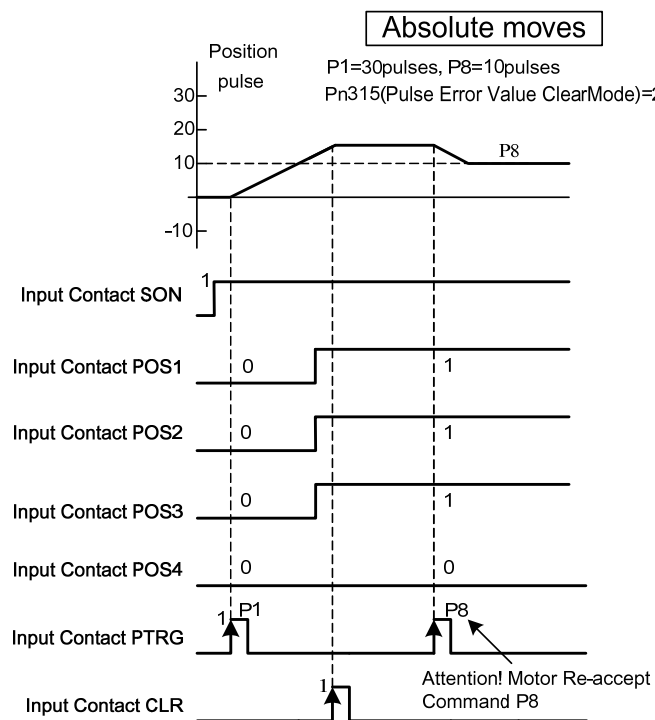 Absolute moves
Position
pulse
P1=30pulses, P8=10pulses
Pn315(Pulse Error Value ClearMode)=2
30
20
10
P8
-10
Input Contact SON
1
Input Contact POS1
0
1
Input Contact POS2
0
1
Input Contact POS3
0
1
Input Contact POS4
0
0
Input Contact PTRG
1
P1
P8
Attention! Motor Re-accept
Command P8
Input Contact CLR
1